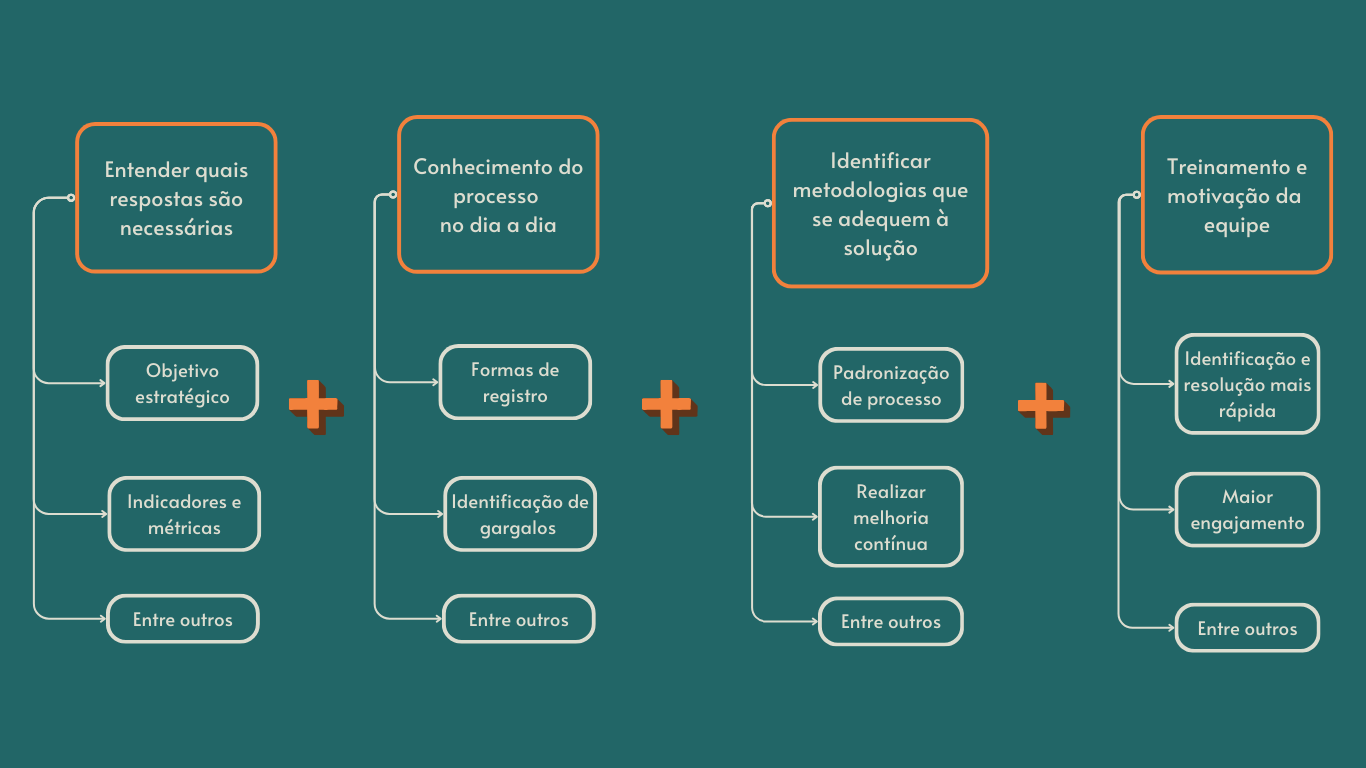 Entender quais
respostas são
necessárias
Objetivo
estratégico
Indicadores e
métricas
Entre outros
Conhecimento do
processo
no dia a dia
Formas de
registro
Identificação de
gargalos
Entre outros
Identificar
metodologias que
se adequem à
solução
Padronização
de processo
Realizar
melhoria
contínua
Entre outros
Treinamento e
motivação da
equipe
Identificação e
resolução mais
rápida
Maior
engajamento
Entre outros